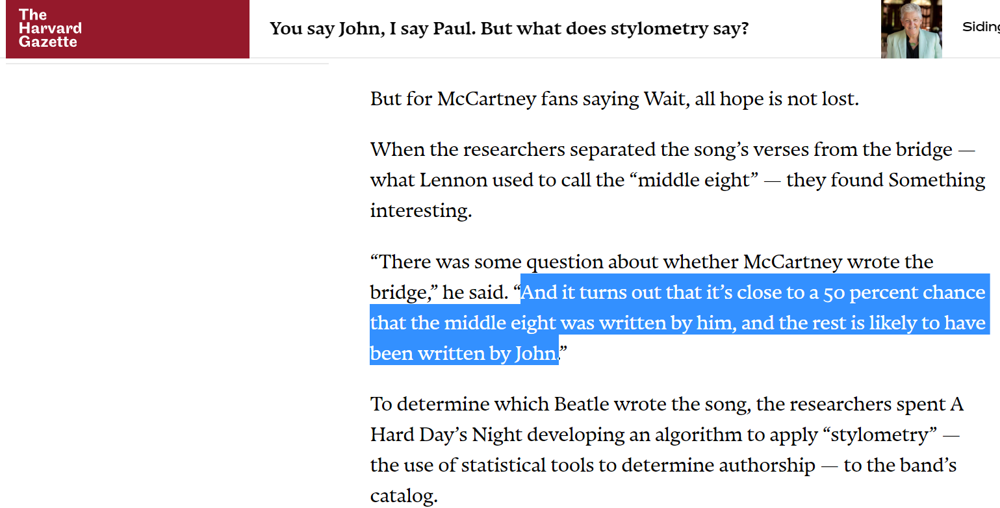 The
Harvard
Gazette
You say John, I say Paul. But what does stylometry say?
But for McCartney fans saying Wait, all hope is not lost.
When the researchers separated the song’s verses from the bridge —
what Lennon used to call the “middle eight” — they found Something
interesting.
“There was some question about whether McCartney wrote the
bridge,” he said. “And it turns out that it’s close to a 50 percent chance
that the middle eight was written by him, and the rest is likely to have
been written by John.”
To determine which Beatle wrote the song, the researchers spent A
Hard Day’s Night developing an algorithm to apply “stylometry” —
the use of statistical tools to determine authorship — to the band’s
catalog.